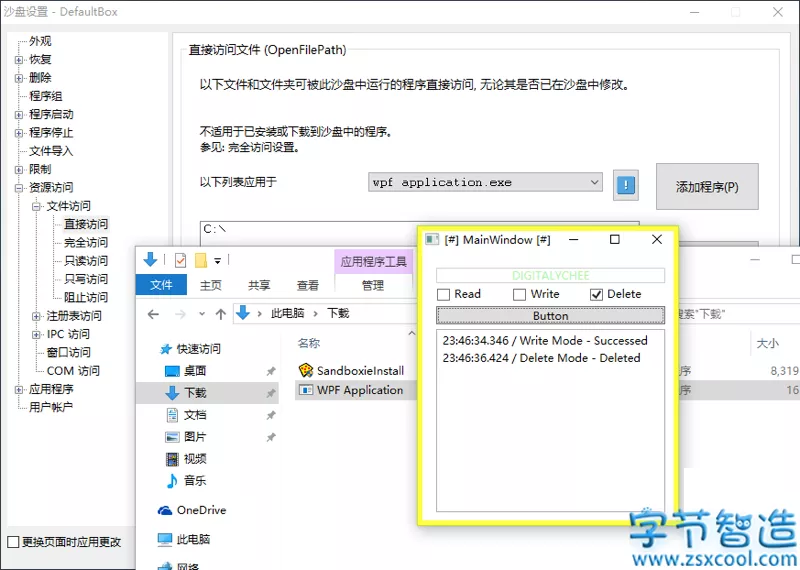 沙盘设置 - DefaultBox
外观
恢复
删除
程序组
程序启动
程序停止
文件导入
限制
资源访问
文件访问
直接访问
完全访问
只读访问
只写访问
阻止访问
注册表访问
IPC 访问
窗口访问
COM 访问
应用程序
用户帐户
更换页面时应用更改
直接访问文件 (OpenFilePath)
以下文件和文件夹可被此沙盘中运行的程序直接访问, 无论其是否已在沙盘中修改。
不适用于已安装或下载到沙盘中的程序。
参见: 完全访问设置。
以下列表应用于
wpf application.exe
添加程序(P)
C:\
应用程序工具
文件
主页
共享
查看
管理
此电脑
下载
搜索"下载"
快速访问
桌面
下载
文档
图片
视频
音乐
OneDrive
此电脑
网络
名称
大小
SandboxieInstall
序
8,319
WPF Application
序
16
[#] MainWindow [#]
DIGITALYCHEE
Read
Write
Delete
Button
23:46:34.346 / Write Mode - Successed
23:46:36.424 / Delete Mode - Deleted
字节智造
www.zsxcool.com